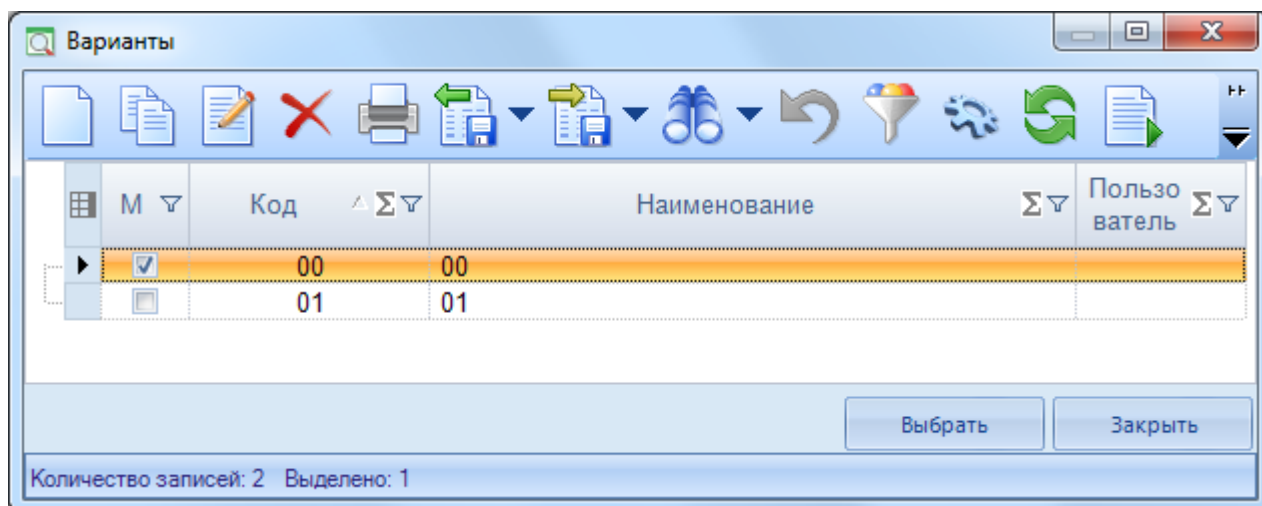 Варианты
М Код Σ Наименование Σ Пользо
ватель Σ
00 00
01 01
Выбрать Закрыть
Количество записей: 2 Выделено: 1